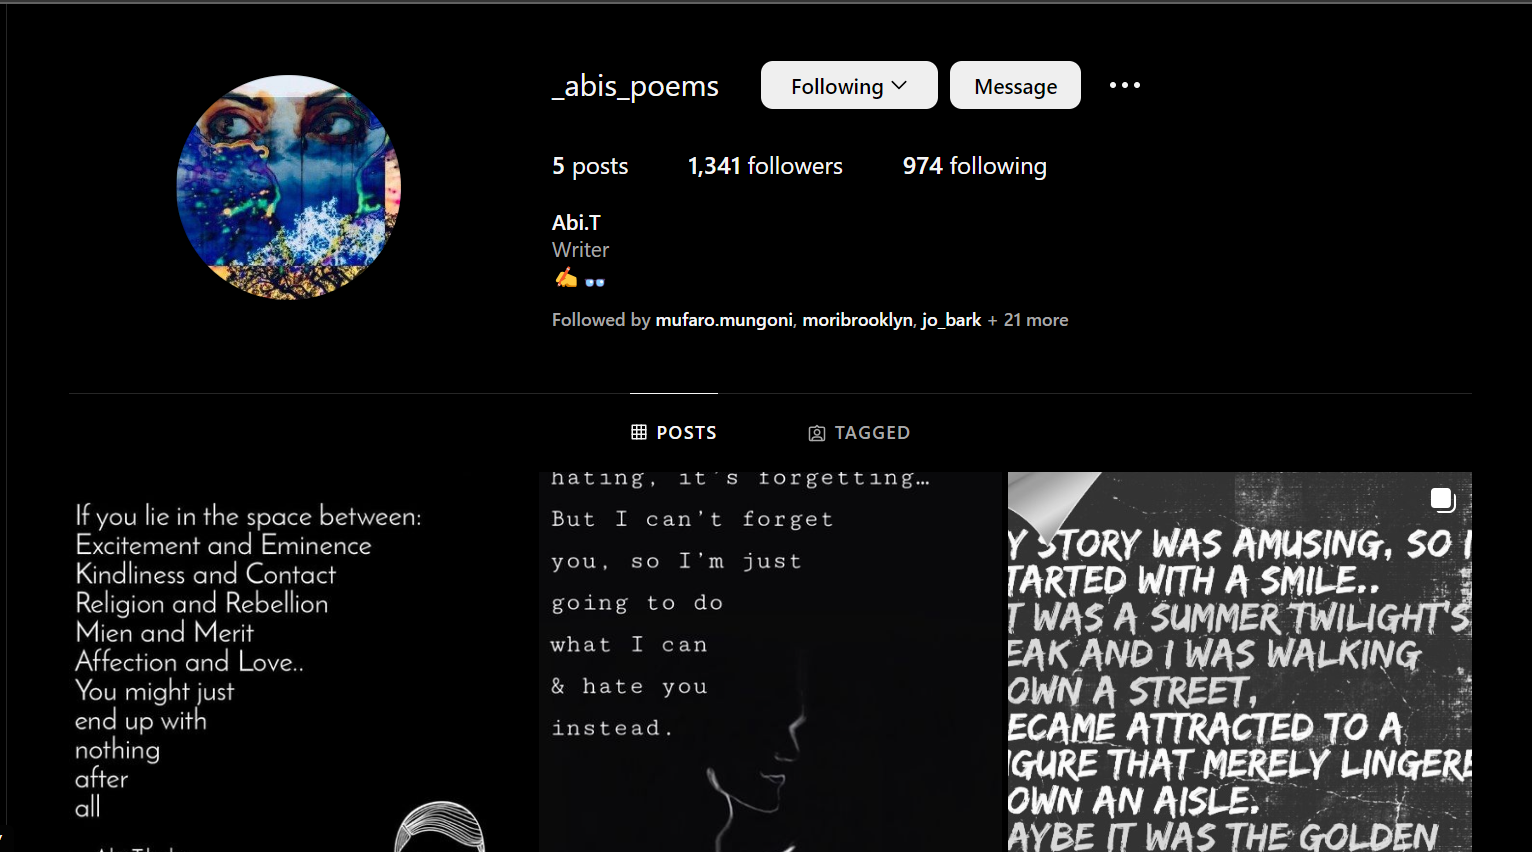 _abis_poems
Following
Message
5 posts
1,341 followers
974 following
Abi.T
Writer
✍️👓
Followed by mufaro.mungoni, moribrooklyn, jo_bark + 21 more
POSTS
TAGGED
If you lie in the space between:
Excitement and Eminence
Kindliness and Contact
Religion and Rebellion
Mien and Merit
Affection and Love..
You might just
end up with
nothing
after
all
hating, it's forgetting…
But I can't forget
you, so I'm just
going to do
what I can
& hate you
instead.
Y STORY WAS AMUSING, SO I
TARTED WITH A SMILE..
T WAS A SUMMER TWILIGHT'S
EAK AND I WAS WALKING
OWN A STREET,
ECAME ATTRACTED TO A
IGURE THAT MERELY LINGERE
OWN AN AISLE.
AYBE IT WAS THE GOLDEN